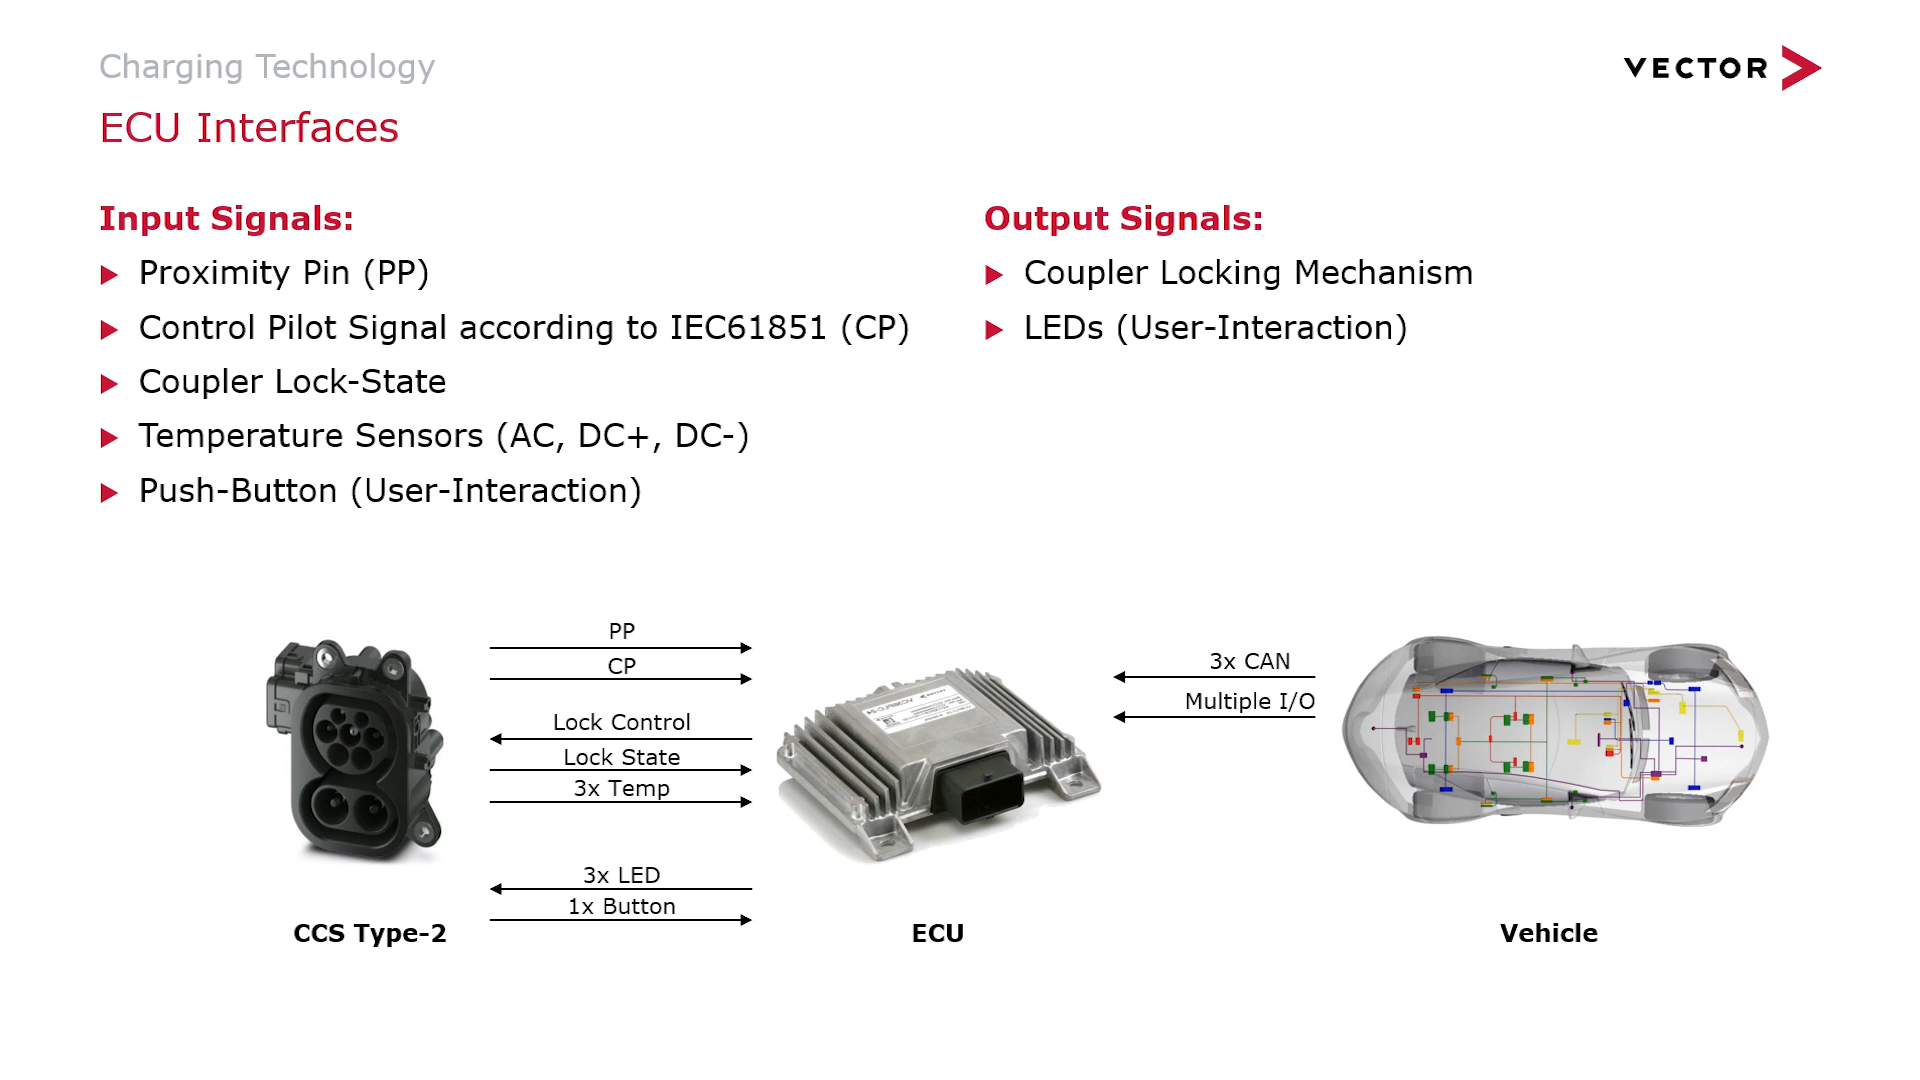 Charging Technology
VECTOR
ECU Interfaces
Input Signals:
Proximity Pin (PP)
Control Pilot Signal according to IEC61851 (CP)
Coupler Lock-State
Temperature Sensors (AC, DC+, DC-)
Push-Button (User-Interaction)
Output Signals:
Coupler Locking Mechanism
LEDs (User-Interaction)
PP
CP
Lock Control
Lock State
3x Temp
3x LED
1x Button
3x CAN
Multiple I/O
CCS Type-2
ECU
Vehicle